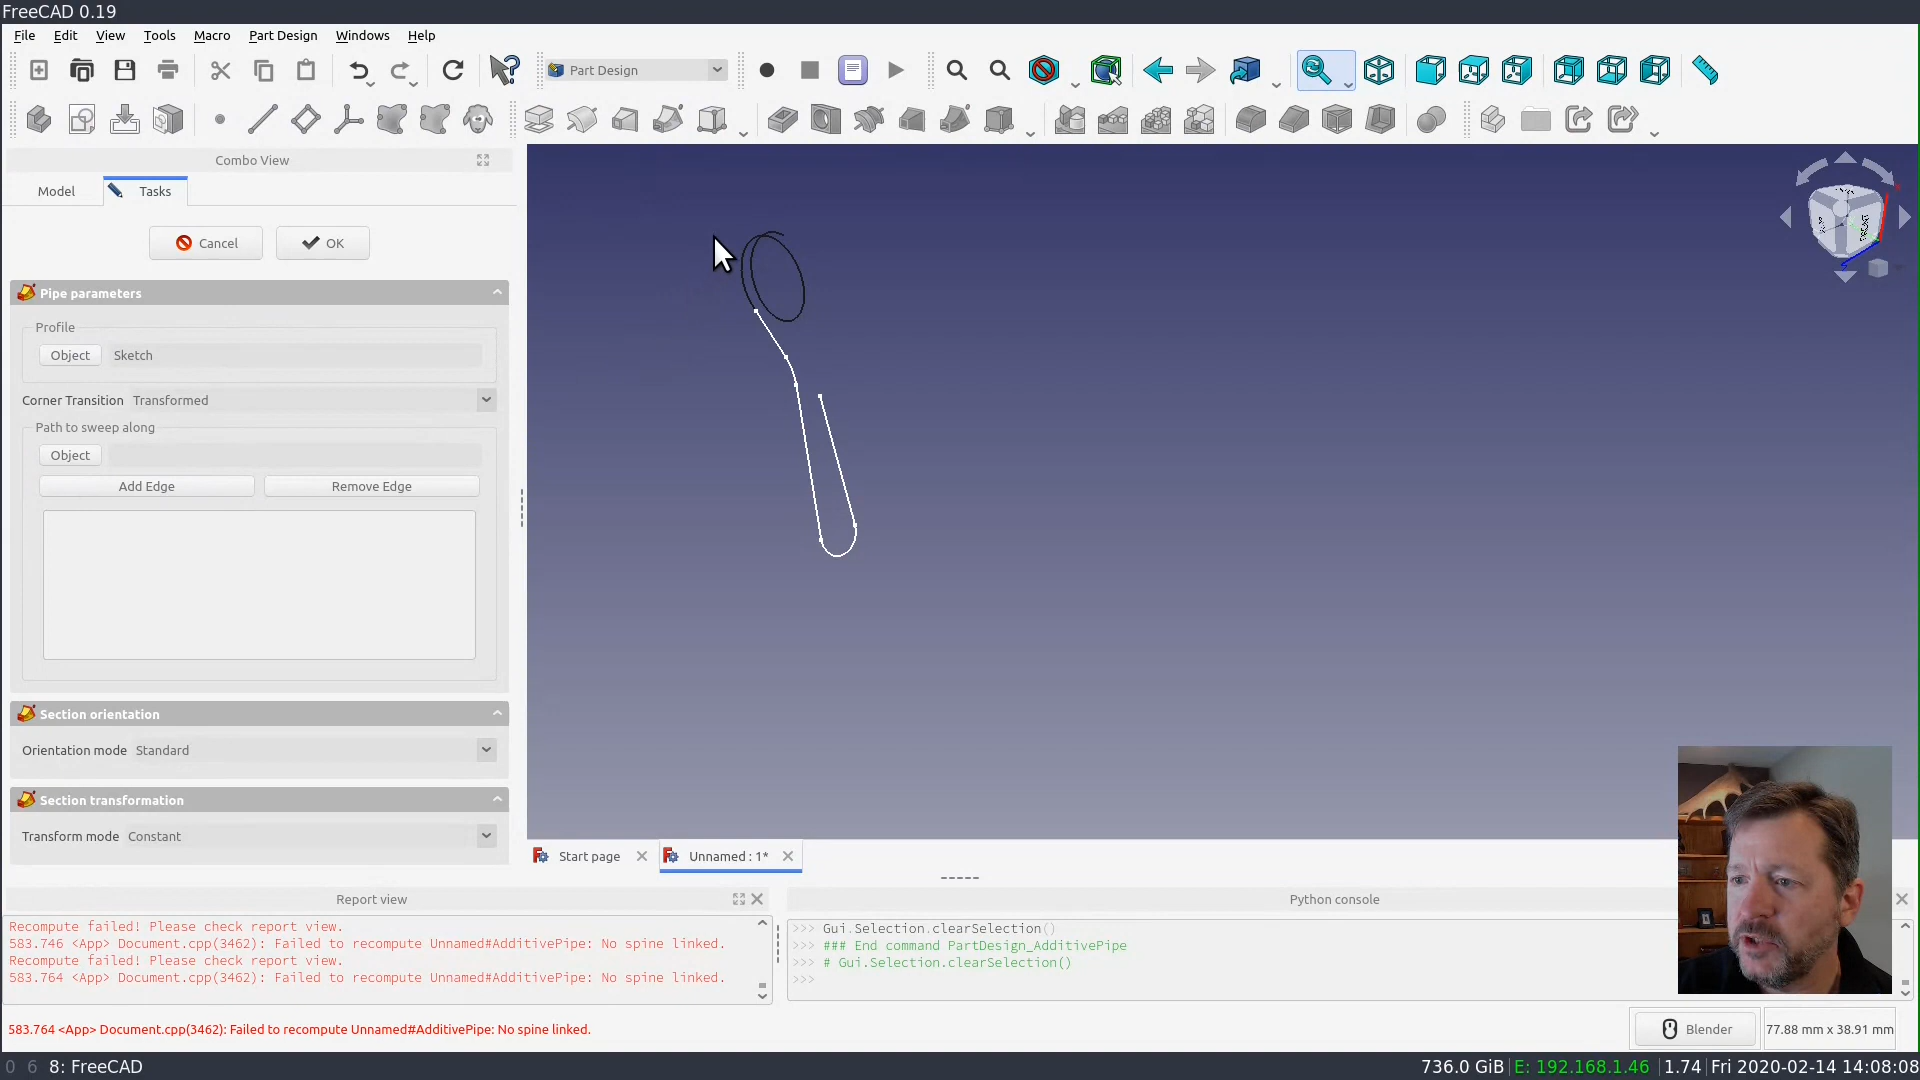 FreeCAD 0.19
File Edit View Tools Macro Part Design Windows Help
Part Design
Combo View
Model Tasks
Cancel OK
Pipe parameters
Profile
Object Sketch
Corner Transition Transformed
Path to sweep along
Object
Add Edge Remove Edge
Section orientation
Orientation mode Standard
Section transformation
Transform mode Constant
Start page Unnamed : 1*
Report view
Recompute failed! Please check report view.
583.746 <App> Document.cpp(3462): Failed to recompute Unnamed#AdditivePipe: No spine linked.
Recompute failed! Please check report view.
583.764 <App> Document.cpp(3462): Failed to recompute Unnamed#AdditivePipe: No spine linked.
Python console
>>> Gui.Selection.clearSelection()
>>> ### End command PartDesign_AdditivePipe
>>> # Gui.Selection.clearSelection()
>>>
583.764 <App> Document.cpp(3462): Failed to recompute Unnamed#AdditivePipe: No spine linked.
Blender 77.88 mm x 38.91 mm
0 6 8: FreeCAD
736.0 GiB E: 192.168.1.46 |1.74 Fri 2020-02-14 14:08:08